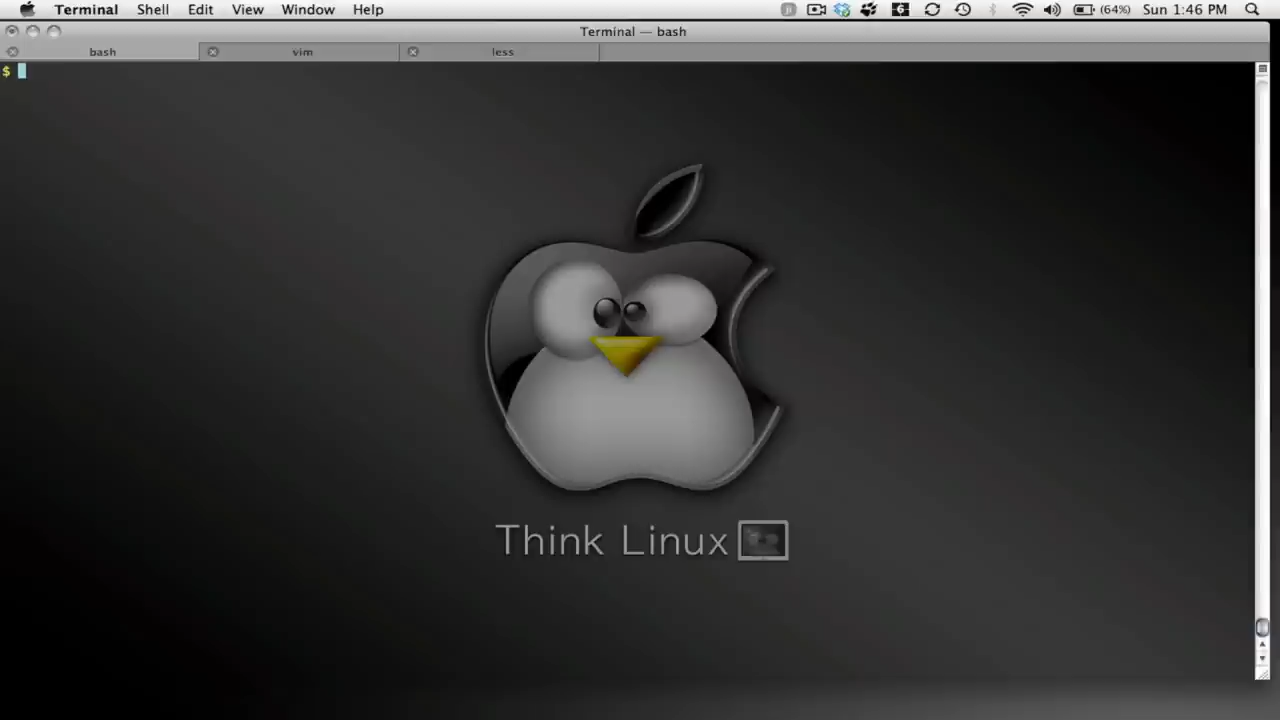 Terminal Shell Edit View Window Help (64%) Sun 1:46 PM
Terminal — bash
bash vim less
$
Think Linux